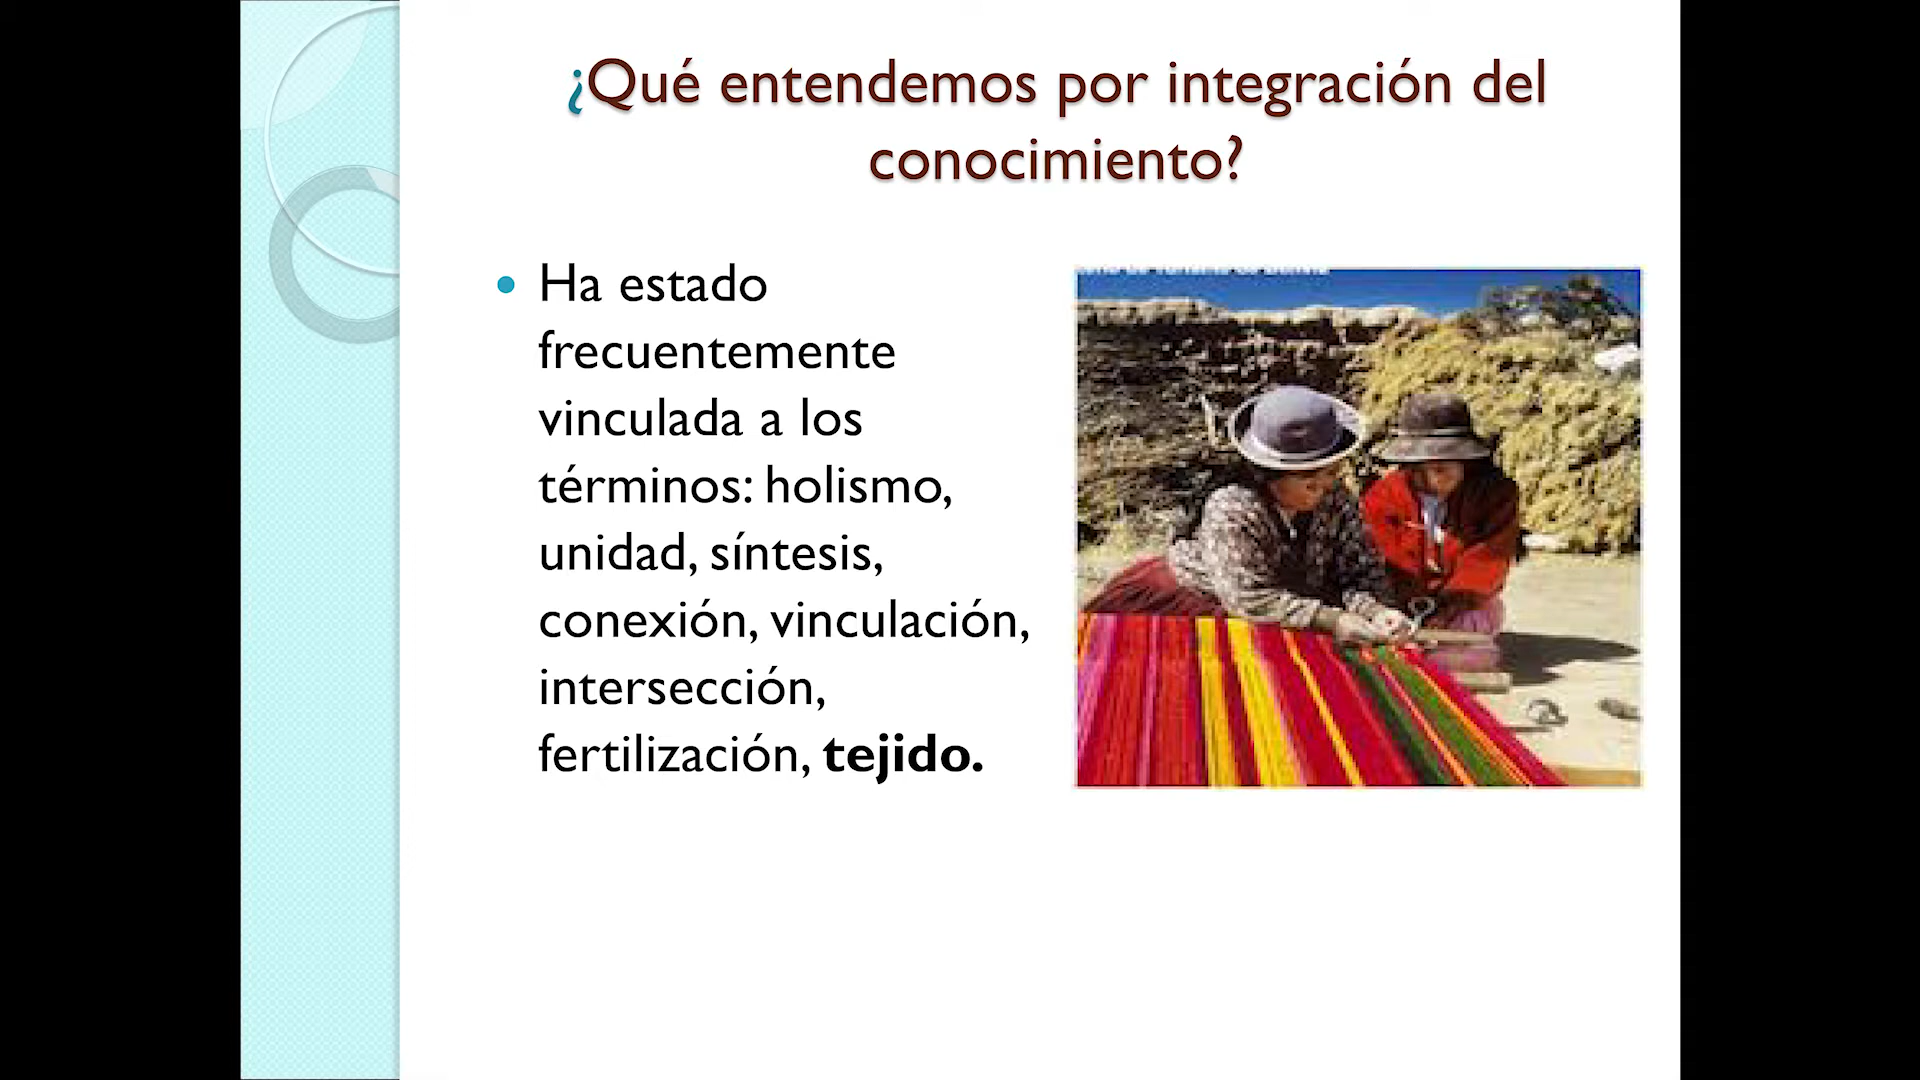 ¿Qué entendemos por integración del
conocimiento?
• Ha estado
frecuentemente
vinculada a los
términos: holismo,
unidad, síntesis,
conexión, vinculación,
intersección,
fertilización, tejido.